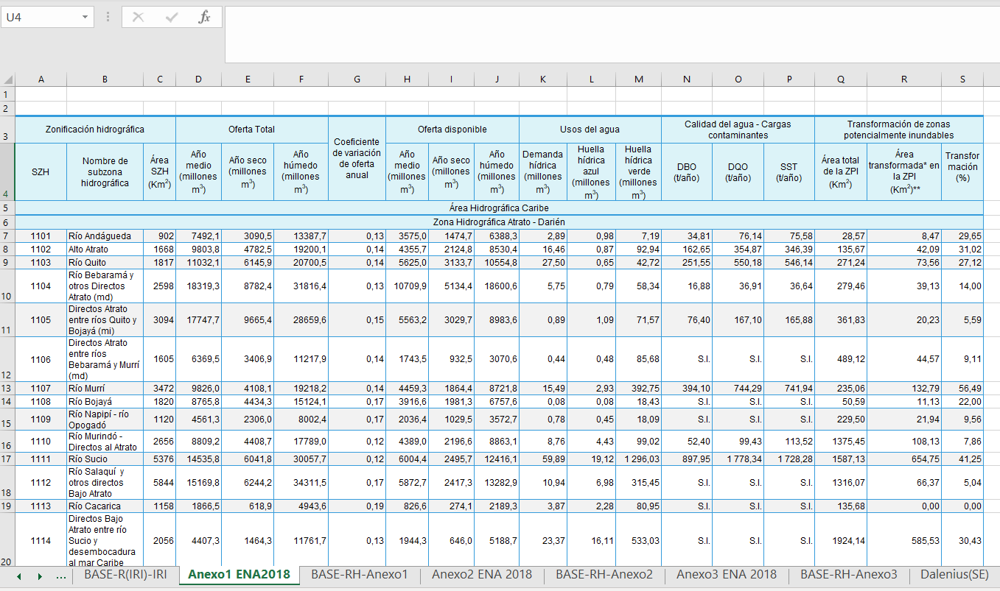 U4 fx
A B C D E F G H I J K L M N O P Q R S
1
2
3 Zonificación hidrográfica Oferta Total Coeficiente de variación de oferta anual Oferta disponible Usos del agua Calidad del agua - Cargas contaminantes Transformación de zonas potencialmente inundables
4 SZH Nombre de subzona hidrográfica Área SZH (Km²) Año medio (millones m³) Año seco (millones m³) Año húmedo (millones m³) Año medio (millones m³) Año seco (millones m³) Año húmedo (millones m³) Demanda hídrica (millones m³) Huella hídrica azul (millones m³) Huella hídrica verde (millones m³) DBO (t/año) DQO (t/año) SST (t/año) Área total de la ZPI (Km²) Área transformada* en la ZPI (Km²)** Transfor mación (%)
5 Área Hidrográfica Caribe
6 Zona Hidrográfica Atrato - Darién
7 1101 Río Andágueda 902 7492,1 3090,5 13387,7 0,13 3575,0 1474,7 6388,3 2,89 0,98 7,19 34,81 76,14 75,58 28,57 8,47 29,65
8 1102 Alto Atrato 1668 9803,8 4782,5 19200,1 0,14 4355,7 2124,8 8530,4 16,46 0,87 92,94 162,65 354,87 346,39 135,67 42,09 31,02
9 1103 Río Quito 1817 11032,1 6145,9 20700,5 0,14 5625,0 3133,7 10554,8 27,50 0,65 42,72 251,55 550,18 546,14 271,24 73,56 27,12
10 1104 Río Bebaramá y otros Directos Atrato (md) 2598 18319,3 8782,4 31816,4 0,13 10709,9 5134,4 18600,6 5,75 0,79 58,34 16,88 36,91 36,64 279,46 39,13 14,00
11 1105 Directos Atrato entre ríos Quito y Bojayá (mi) 3094 17747,7 9665,4 28659,6 0,15 5563,2 3029,7 8983,6 0,89 1,09 71,57 76,40 167,10 165,88 361,83 20,23 5,59
12 1106 Directos Atrato entre ríos Bebaramá y Murrí (md) 1605 6369,5 3406,9 11217,9 0,14 1743,5 932,5 3070,6 0,44 0,48 85,68 S.I. S.I. S.I. 489,12 44,57 9,11
13 1107 Río Murrí 3472 9826,0 4108,1 19218,2 0,14 4459,3 1864,4 8721,8 15,49 2,93 392,75 394,10 744,29 741,94 235,06 132,79 56,49
14 1108 Río Bojayá 1820 8765,8 4434,3 15124,1 0,17 3916,6 1981,3 6757,6 0,08 0,08 18,43 S.I. S.I. S.I. 50,59 11,13 22,00
15 1109 Río Napipí - río Opogadó 1120 4561,3 2306,0 8002,4 0,17 2036,4 1029,5 3572,7 0,78 0,45 18,09 S.I. S.I. S.I. 229,50 21,94 9,56
16 1110 Río Murindó - Directos al Atrato 2656 8809,2 4408,7 17789,0 0,12 4389,0 2196,6 8863,1 8,76 4,43 99,02 52,40 99,43 113,52 1375,45 108,13 7,86
17 1111 Río Sucio 5376 14535,8 6041,8 30057,7 0,12 6004,4 2495,7 12416,1 59,89 19,12 1 296,03 897,95 1 778,34 1 728,28 1587,13 654,75 41,25
18 1112 Río Salaquí y otros directos Bajo Atrato 5844 15169,8 6244,2 34311,5 0,17 5872,7 2417,3 13282,9 10,94 6,98 315,45 S.I. S.I. S.I. 1316,07 66,37 5,04
19 1113 Río Cacarica 1158 1866,5 618,9 4943,6 0,19 826,6 274,1 2189,3 3,87 2,28 80,95 S.I. S.I. S.I. 135,68 0,00 0,00
20 1114 Directos Bajo Atrato entre río Sucio y desembocadura al mar Caribe 2056 4407,3 1464,3 11761,7 0,13 1944,3 646,0 5188,7 23,37 16,11 533,03 S.I. S.I. S.I. 1924,14 585,53 30,43
... BASE-R(IRI)-IRI Anexo1 ENA2018 BASE-RH-Anexo1 Anexo2 ENA 2018 BASE-RH-Anexo2 Anexo3 ENA 2018 BASE-RH-Anexo3 Dalenius(SE)